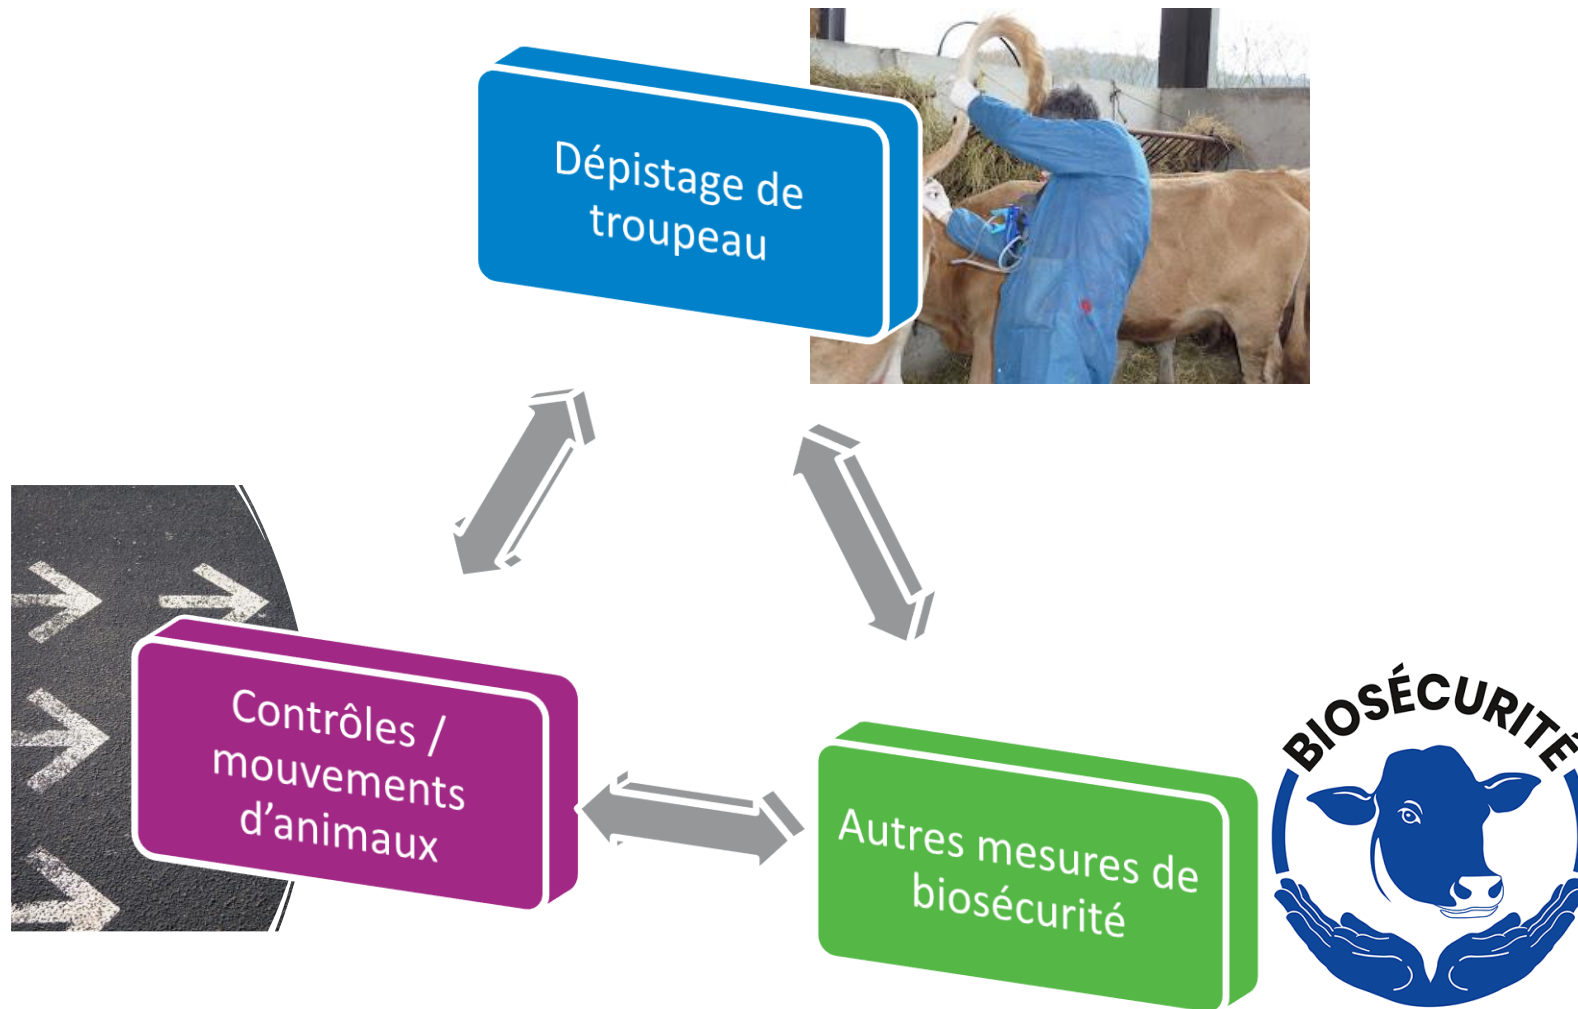 Dépistage de
troupeau
Contrôles /
mouvements
d’animaux
Autres mesures de
biosécurité
BIOSÉCURITÉ